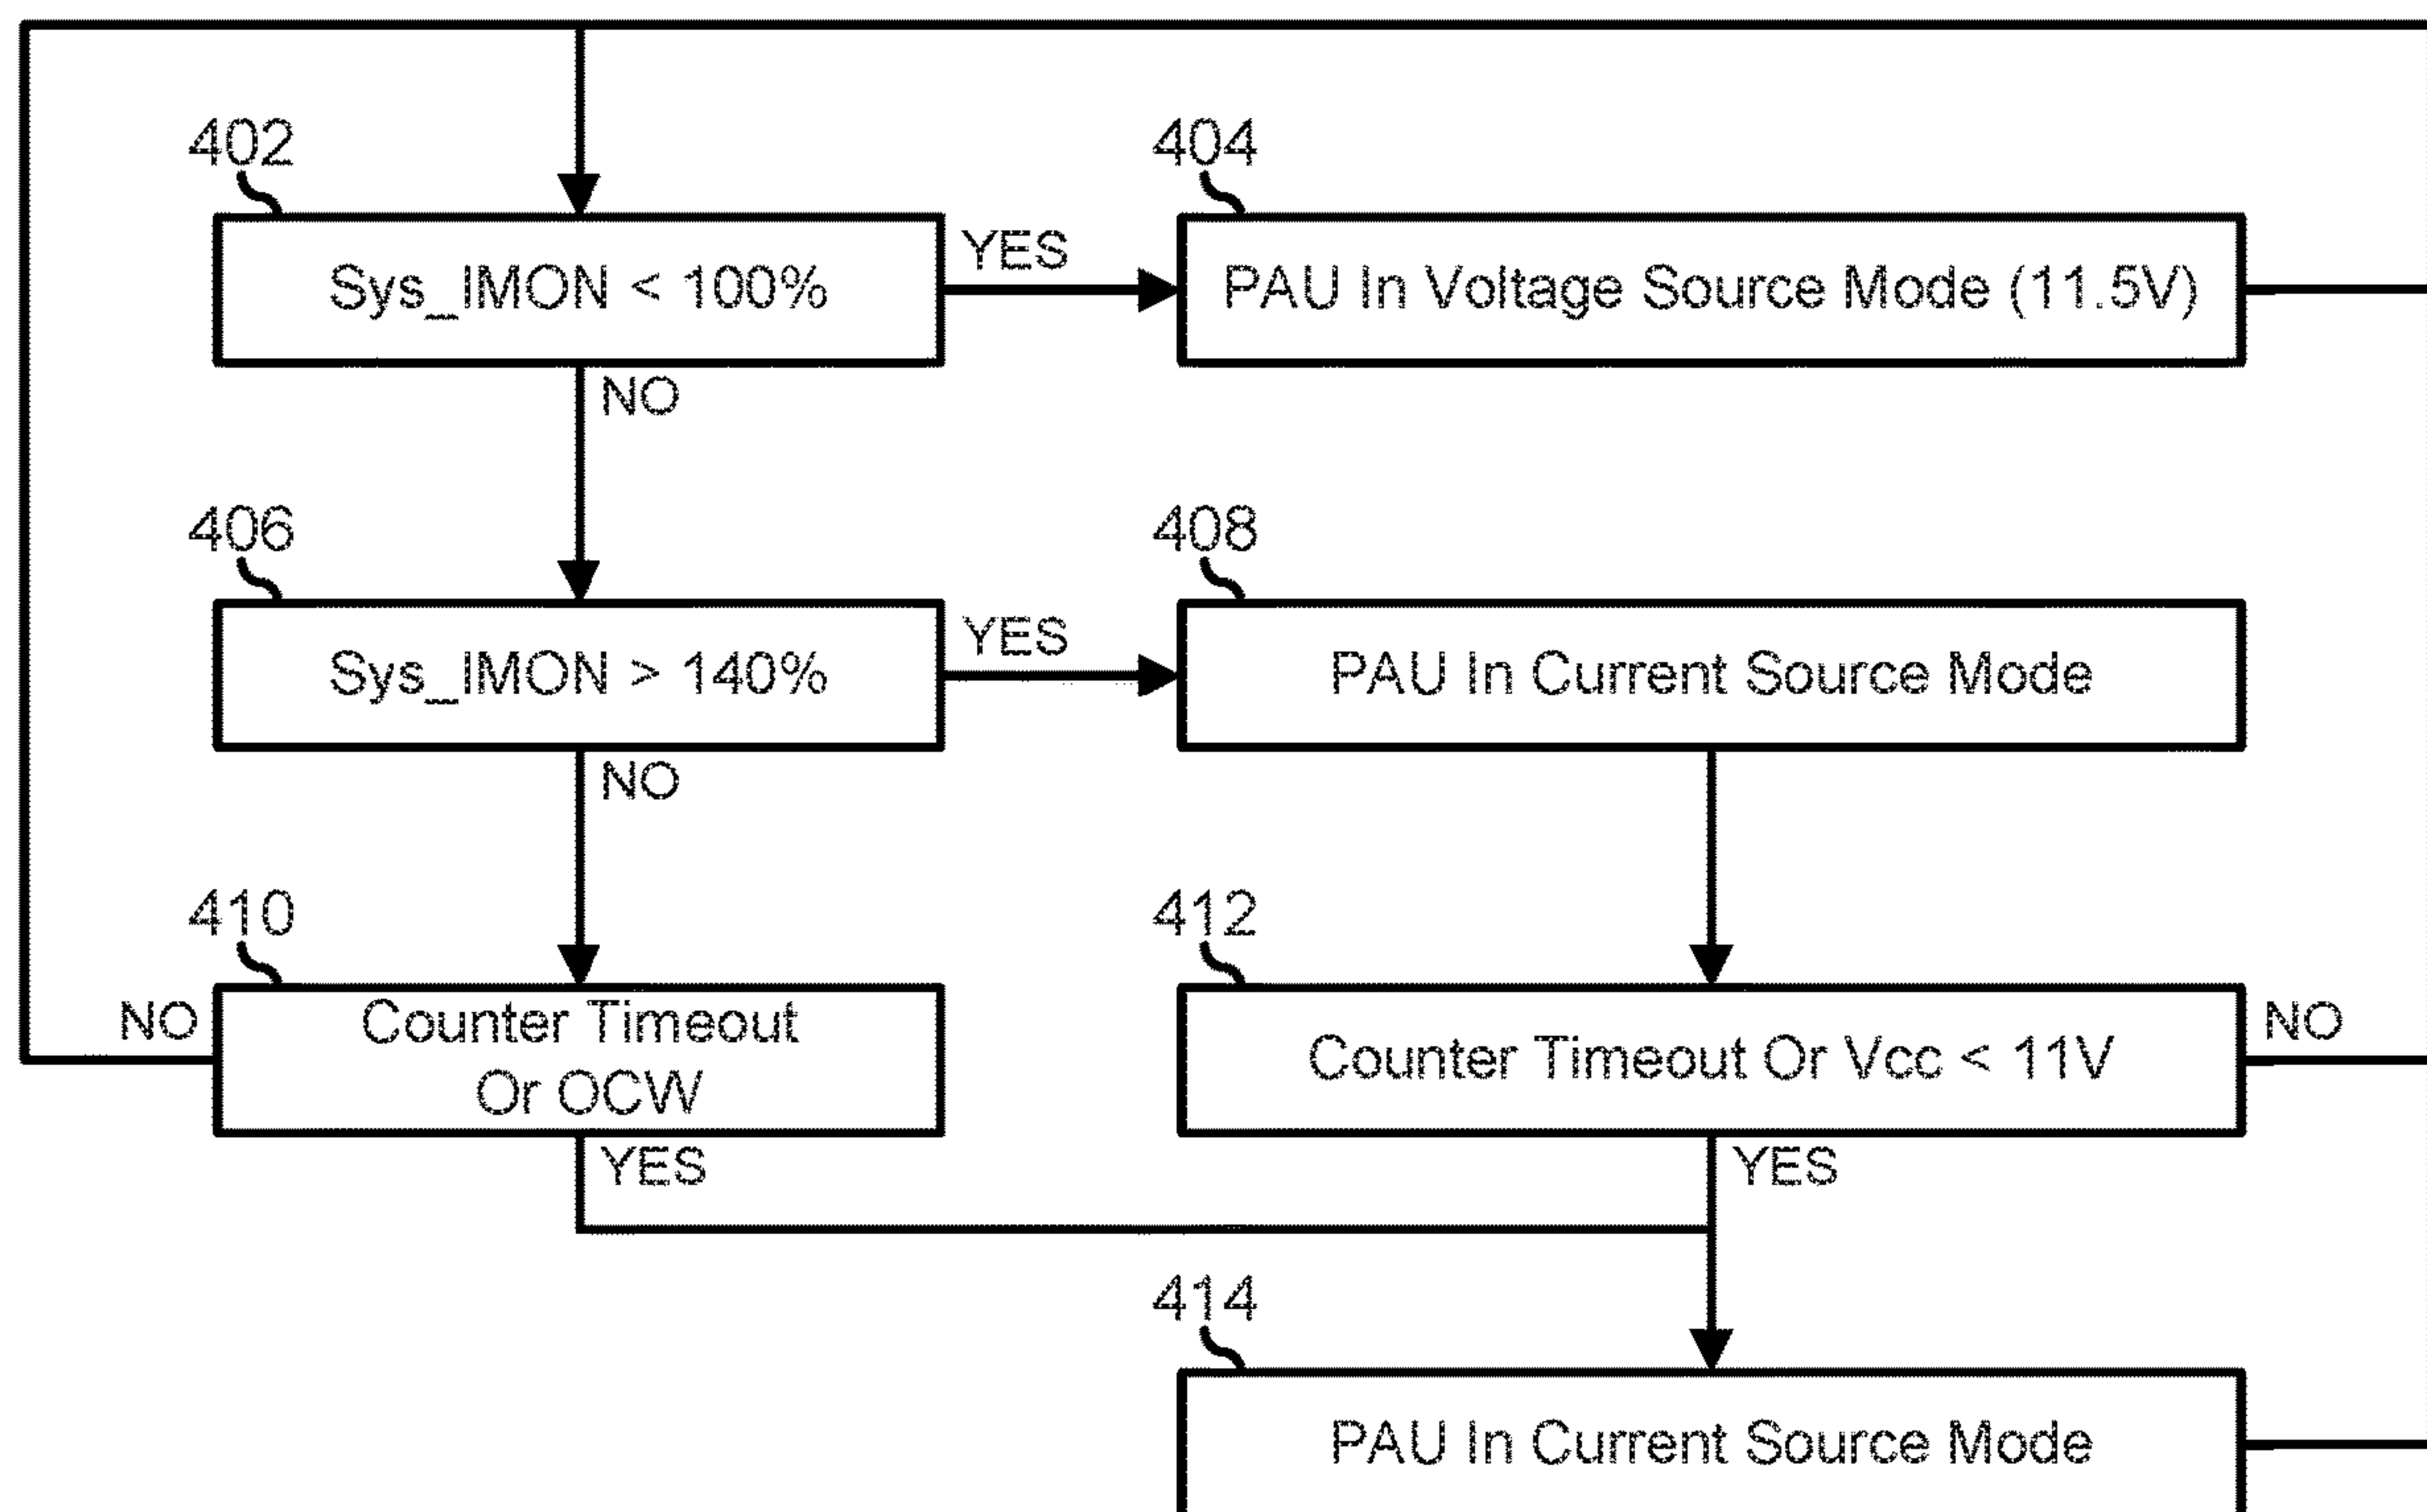 402
404
Sys_IMON < 100%
YES
PAU In Voltage Source Mode (11.5V)
NO
406
408
Sys_IMON > 140%
YES
PAU In Current Source Mode
NO
410
412
NO
Counter Timeout
Or OCW
Counter Timeout Or Vcc < 11V
NO
YES
YES
414
PAU In Current Source Mode